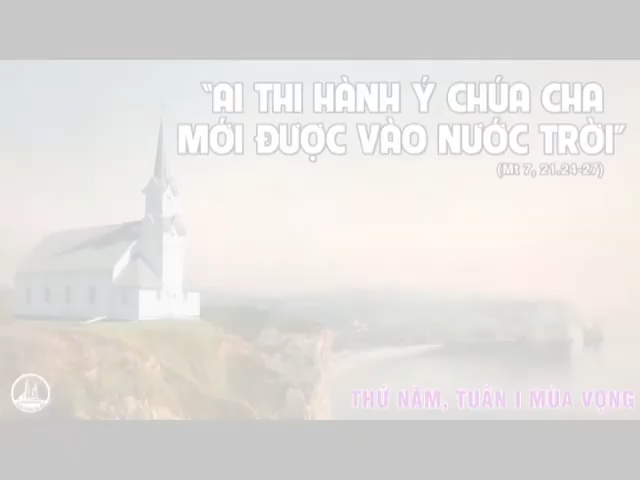 “AI THI HÀNH Ý CHÚA CHA
MỚI ĐƯỢC VÀO NƯỚC TRỜI”
(Mt 7, 21.24-27)
THỨ NĂM, TUẦN I MÙA VỌNG